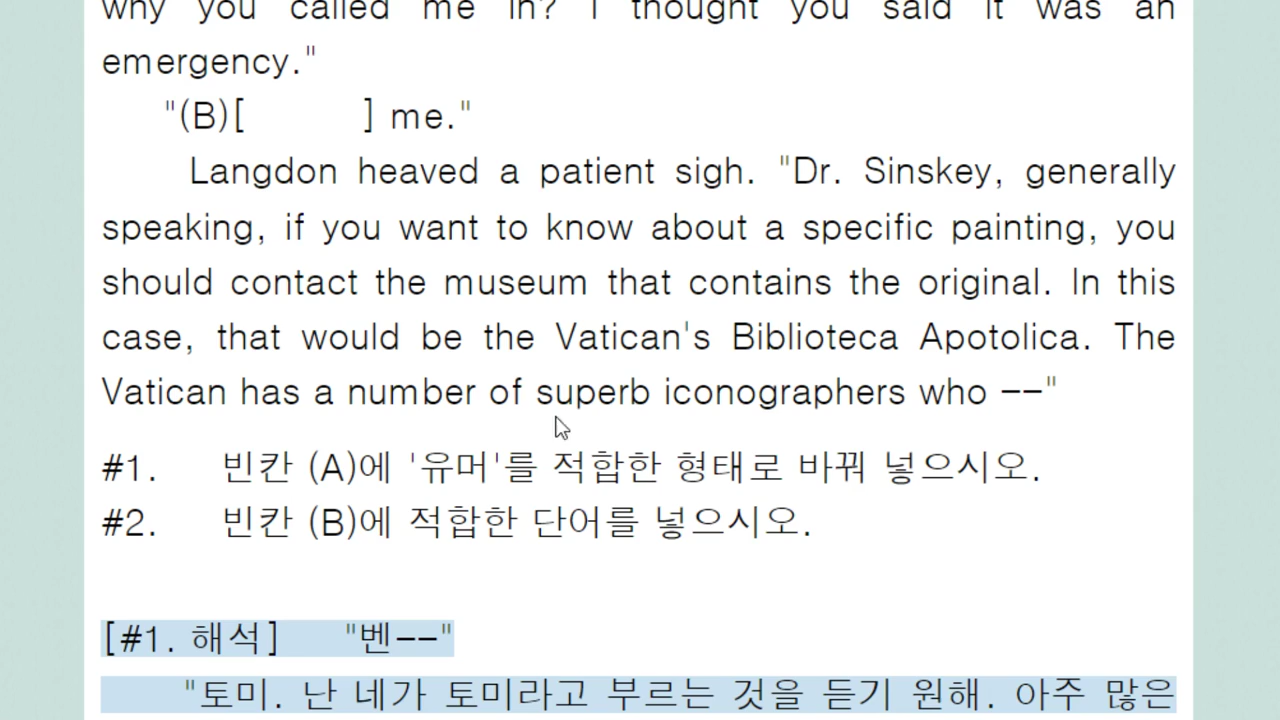 why you called me in? I thought you said it was an
emergency."
"(B)[ ] me."
Langdon heaved a patient sigh. "Dr. Sinskey, generally
speaking, if you want to know about a specific painting, you
should contact the museum that contains the original. In this
case, that would be the Vatican's Biblioteca Apotolica. The
Vatican has a number of superb iconographers who --"
#1. 빈칸 (A)에 '유머'를 적합한 형태로 바꿔 넣으시오.
#2. 빈칸 (B)에 적합한 단어를 넣으시오.
[#1. 해석] "벤--"
"토미. 난 네가 토미라고 부르는 것을 듣기 원해. 아주 많은